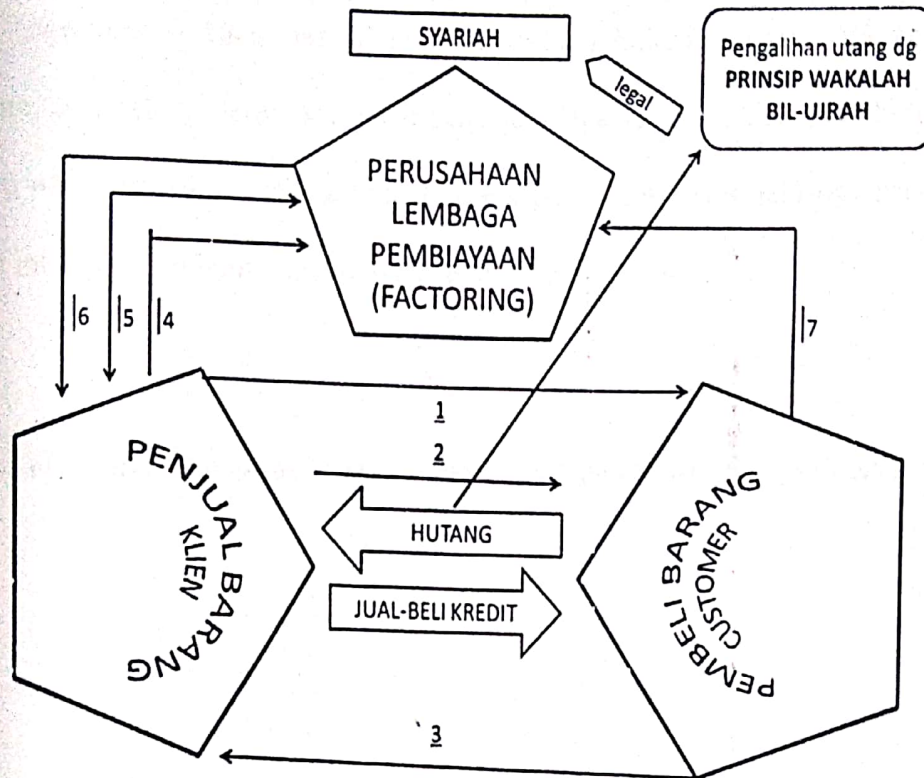 SYARIAH
Pengalihan utang dg
PRINSIP WAKALAH
BIL-UJRAH
legal
PERUSAHAAN
LEMBAGA
PEMBIAYAAN
(FACTORING)
6
5
4
7
1
2
HUTANG
JUAL-BELI KREDIT
PENJUAL BARANG
KLIEN
PEMBELI BARANG
CUSTOMER
3